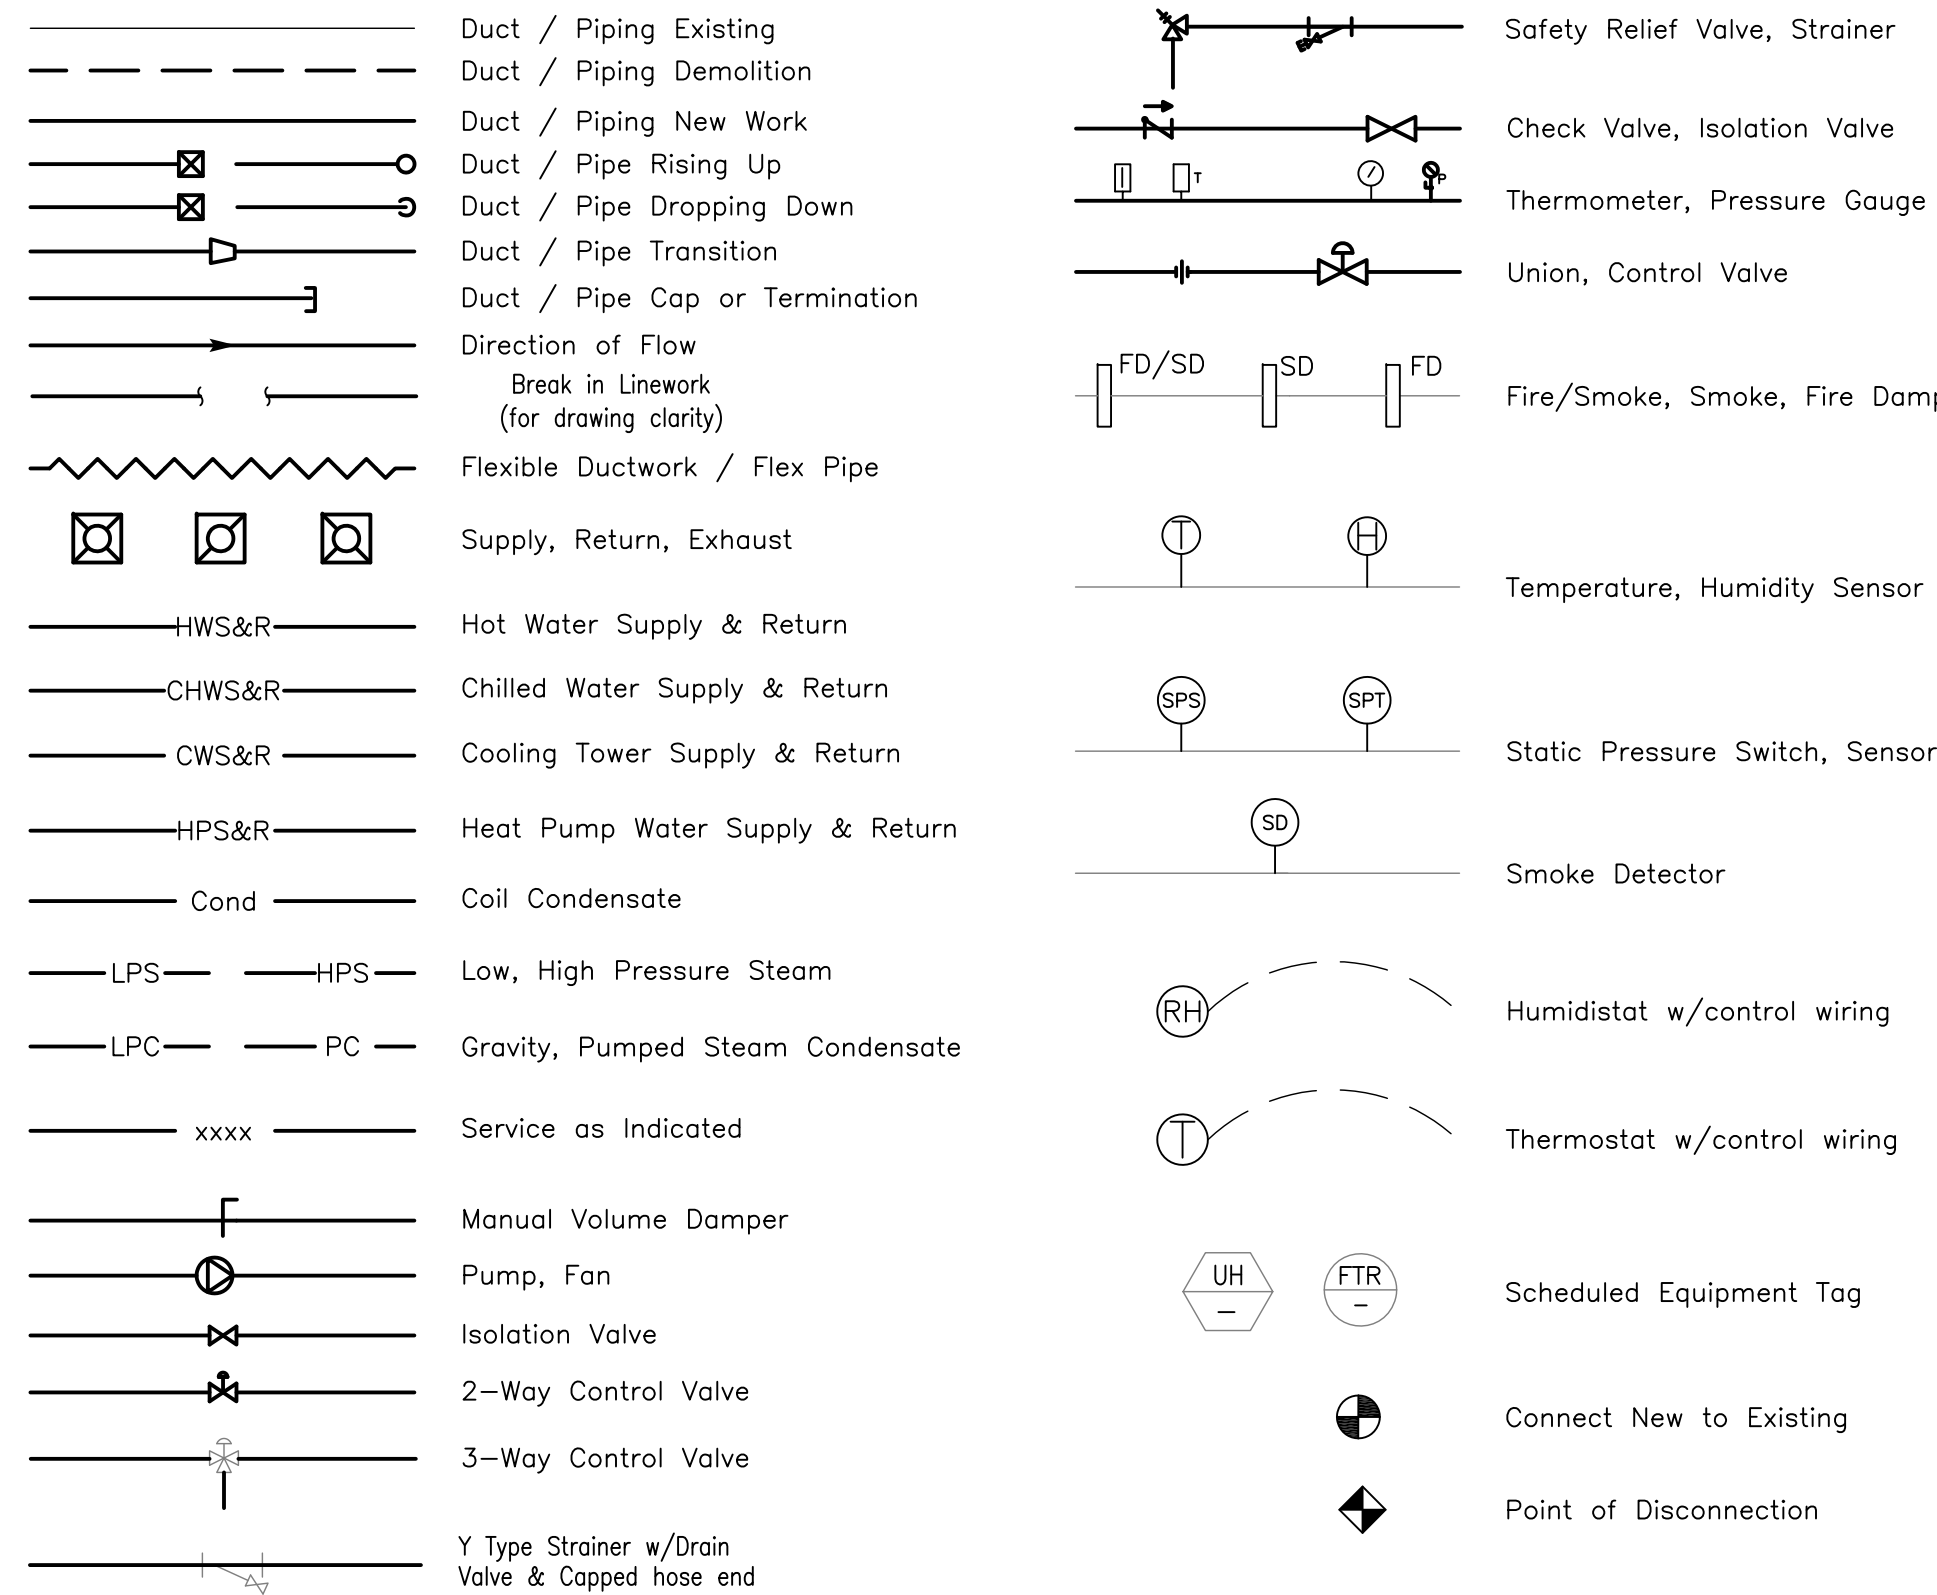 Duct / Piping Existing
Duct / Piping Demolition
Duct / Piping New Work
Duct / Pipe Rising Up
Duct / Pipe Dropping Down
Duct / Pipe Transition
Duct / Pipe Cap or Termination
Direction of Flow
Break in Linework
(for drawing clarity)
Flexible Ductwork / Flex Pipe
Supply, Return, Exhaust
HWS&R Hot Water Supply & Return
CHWS&R Chilled Water Supply & Return
CWS&R Cooling Tower Supply & Return
HPS&R Heat Pump Water Supply & Return
Cond Coil Condensate
LPS HPS Low, High Pressure Steam
LPC PC Gravity, Pumped Steam Condensate
xxxx Service as Indicated
Manual Volume Damper
Pump, Fan
Isolation Valve
2-Way Control Valve
3-Way Control Valve
Y Type Strainer w/Drain
Valve & Capped hose end
Safety Relief Valve, Strainer
Check Valve, Isolation Valve
T P
Thermometer, Pressure Gauge
Union, Control Valve
FD/SD SD FD
Fire/Smoke, Smoke, Fire Damp
T H
Temperature, Humidity Sensor
SPS SPT
Static Pressure Switch, Sensor
SD
Smoke Detector
RH Humidistat w/control wiring
T Thermostat w/control wiring
UH FTR
- -
Scheduled Equipment Tag
Connect New to Existing
Point of Disconnection